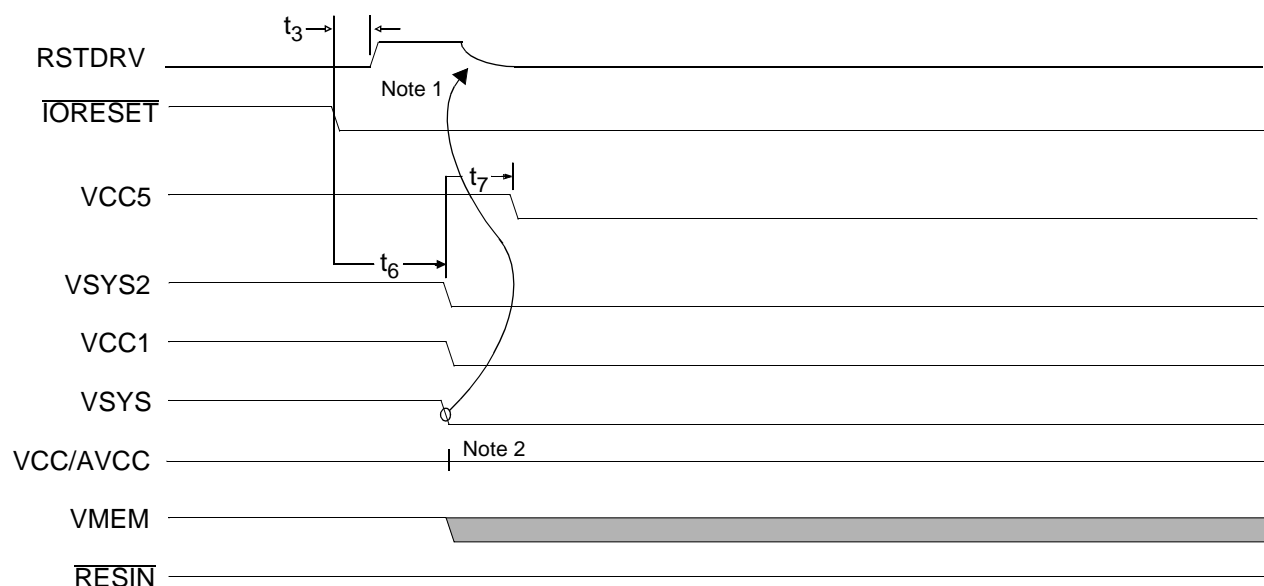 t3
RSTDRV
Note 1
IORESET
t7
VCC5
t6
VSYS2
VCC1
VSYS
Note 2
VCC/AVCC
VMEM
RESIN